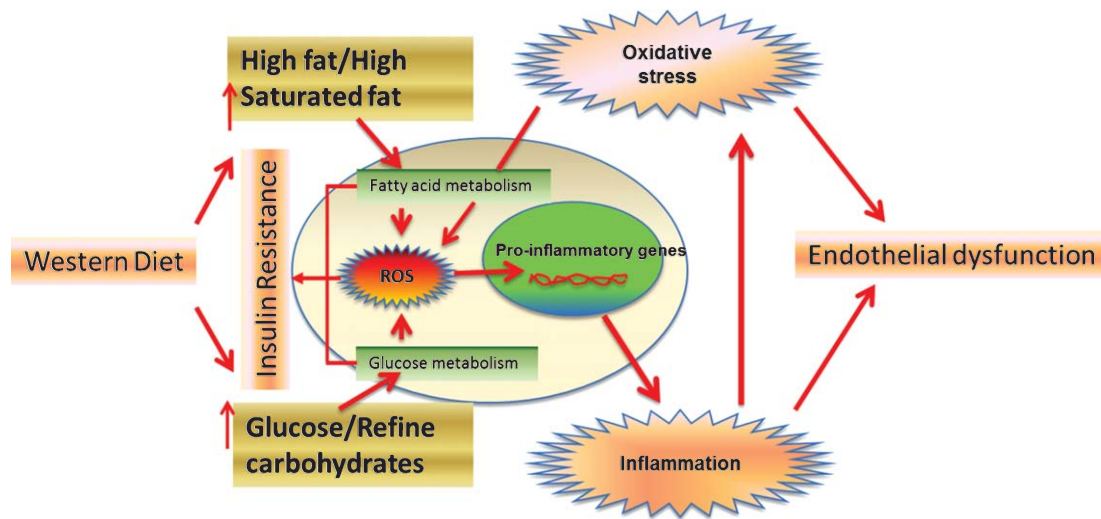 High fat/High
Saturated fat
Oxidative
stress
Fatty acid metabolism
Insulin Resistance
Pro-inflammatory genes
Western Diet
ROS
Endothelial dysfunction
Glucose metabolism
Glucose/Refine
carbohydrates
Inflammation